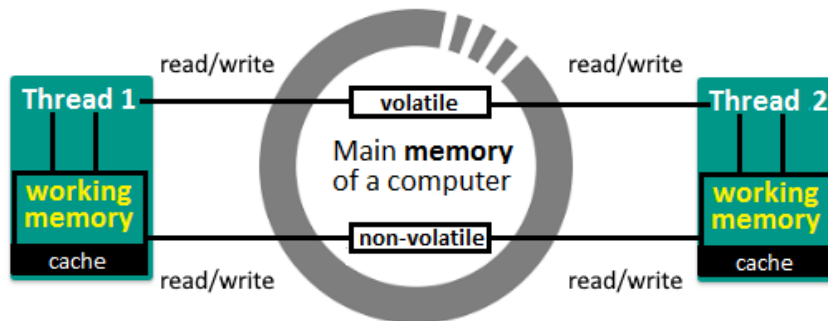 read/write
read/write
Thread 1
volatile
Thread 2
Main memory
of a computer
working
memory
working
memory
non-volatile
cache
cache
read/write
read/write